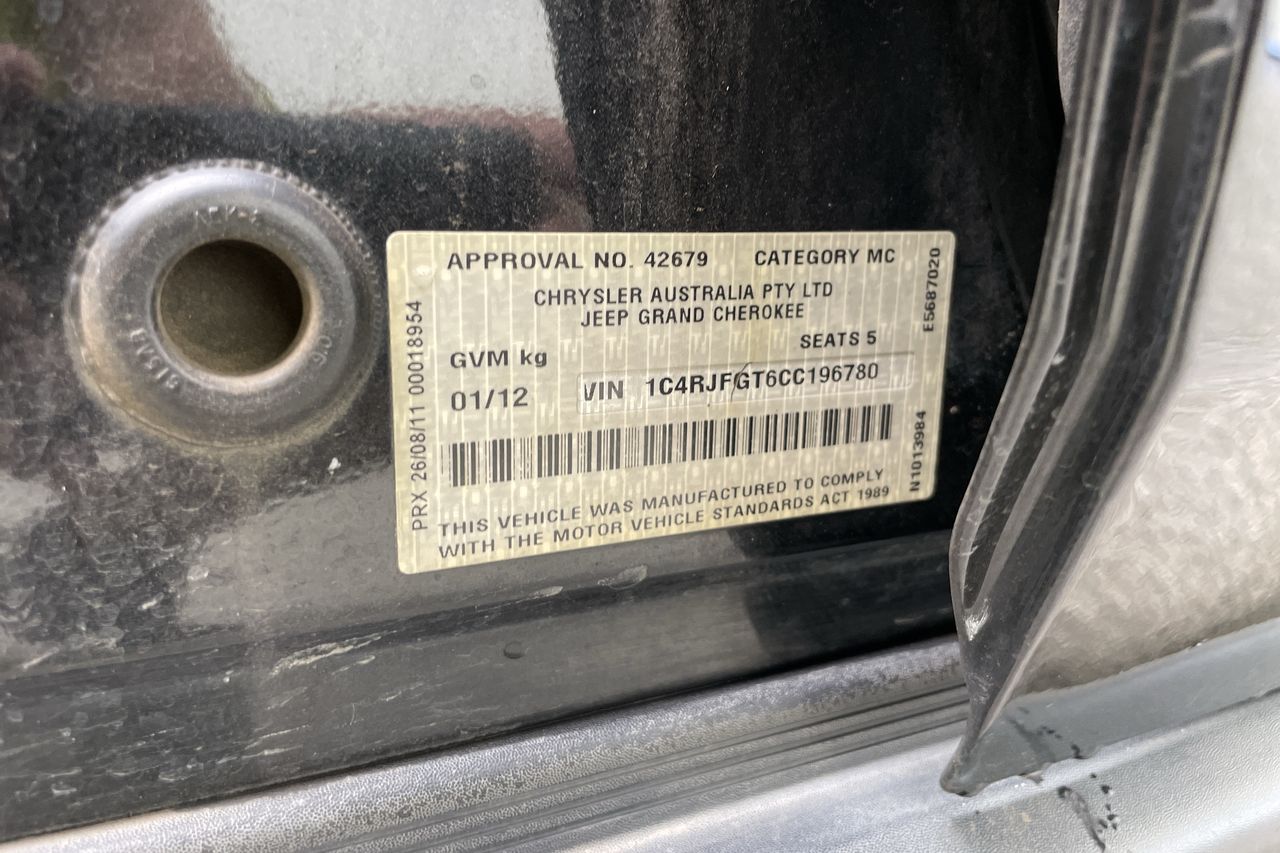 APPROVAL NO. 42679 CATEGORY MC
CHRYSLER AUSTRALIA PTY LTD
JEEP GRAND CHEROKEE
SEATS 5
GVM kg
01/12 VIN 1C4RJFGT6CC196780
THIS VEHICLE WAS MANUFACTURED TO COMPLY
WITH THE MOTOR VEHICLE STANDARDS ACT 1989
PRX 26/08/11 00018954
E5687020
N1013984